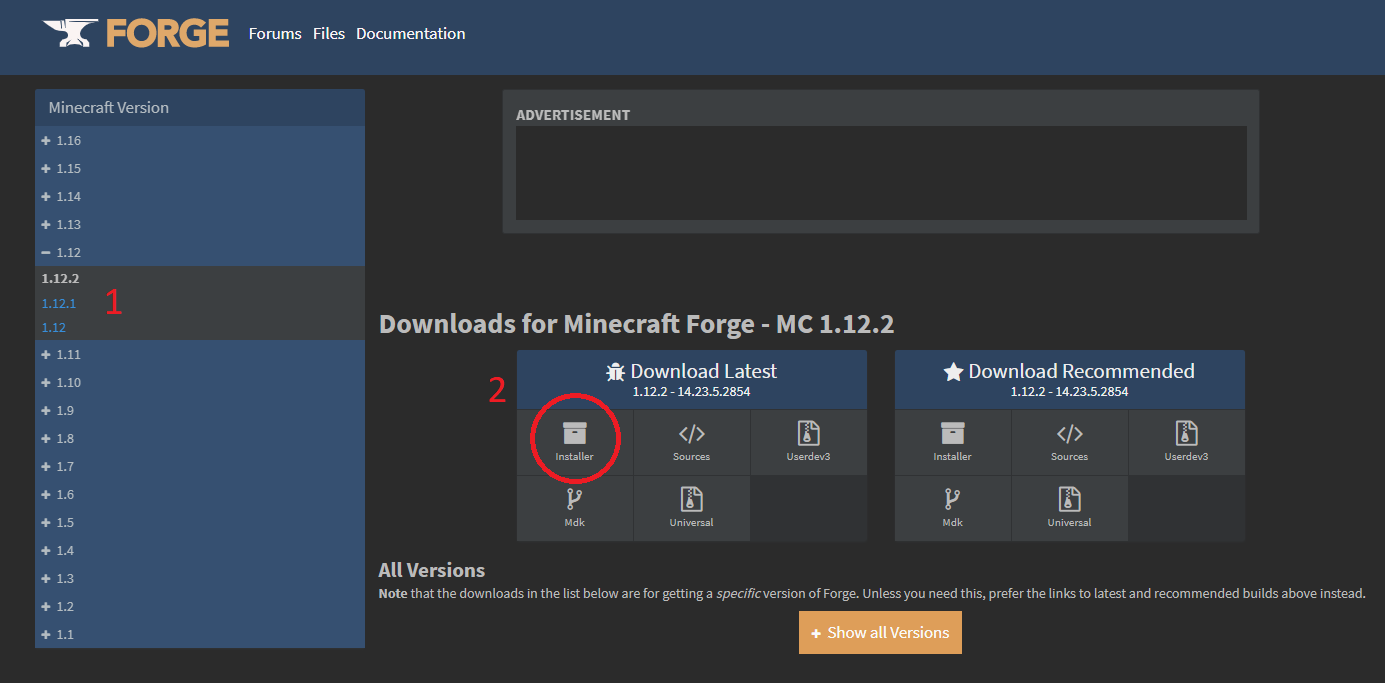 FORGE Forums Files Documentation
Minecraft Version
+ 1.16
+ 1.15
+ 1.14
+ 1.13
− 1.12
1.12.2
1.12.1
1.12
1
+ 1.11
+ 1.10
+ 1.9
+ 1.8
+ 1.7
+ 1.6
+ 1.5
+ 1.4
+ 1.3
+ 1.2
+ 1.1
ADVERTISEMENT
Downloads for Minecraft Forge - MC 1.12.2
2
Download Latest
1.12.2 - 14.23.5.2854
Installer
</> Sources
Userdev3
Mdk
Universal
Download Recommended
1.12.2 - 14.23.5.2854
Installer
</> Sources
Userdev3
Mdk
Universal
All Versions
Note that the downloads in the list below are for getting a specific version of Forge. Unless you need this, prefer the links to latest and recommended builds above instead.
+ Show all Versions